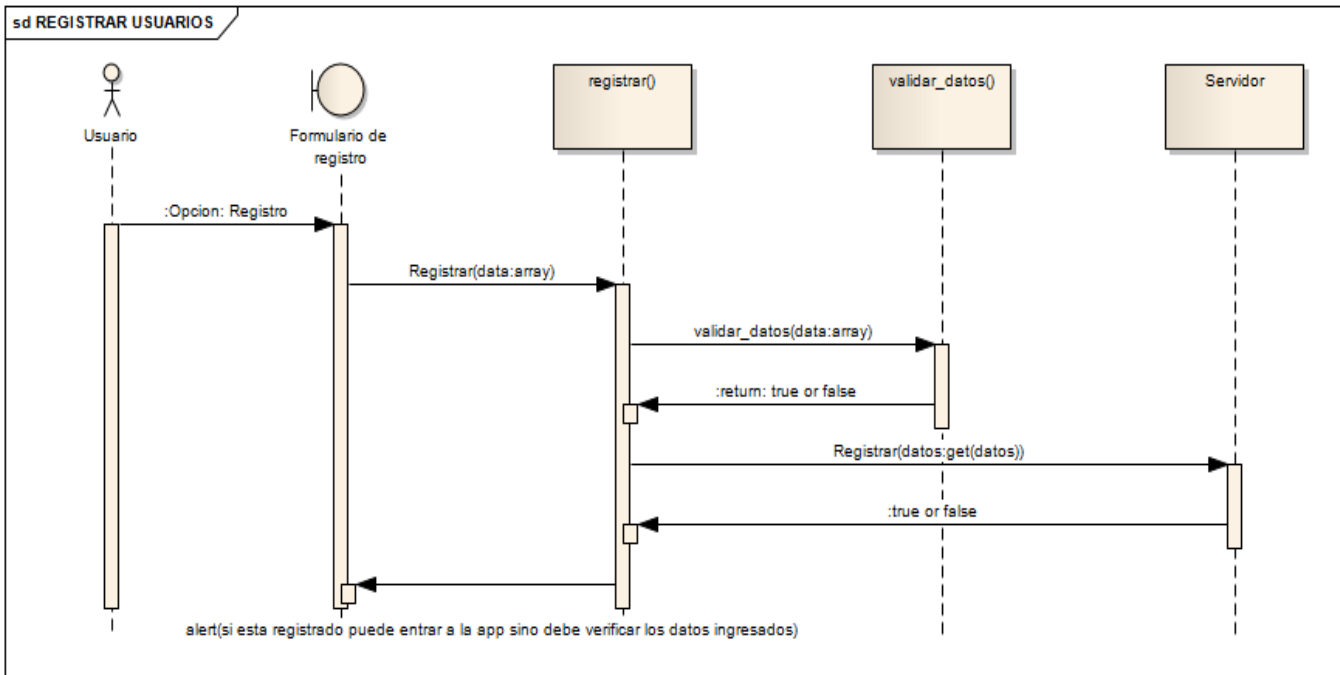 sd REGISTRAR USUARIOS
Usuario
Formulario de
registro
registrar()
validar_datos()
Servidor
:Opcion: Registro
Registrar(data:array)
validar_datos(data:array)
:return: true or false
Registrar(datos:get(datos))
:true or false
alert(si esta registrado puede entrar a la app sino debe verificar los datos ingresados)